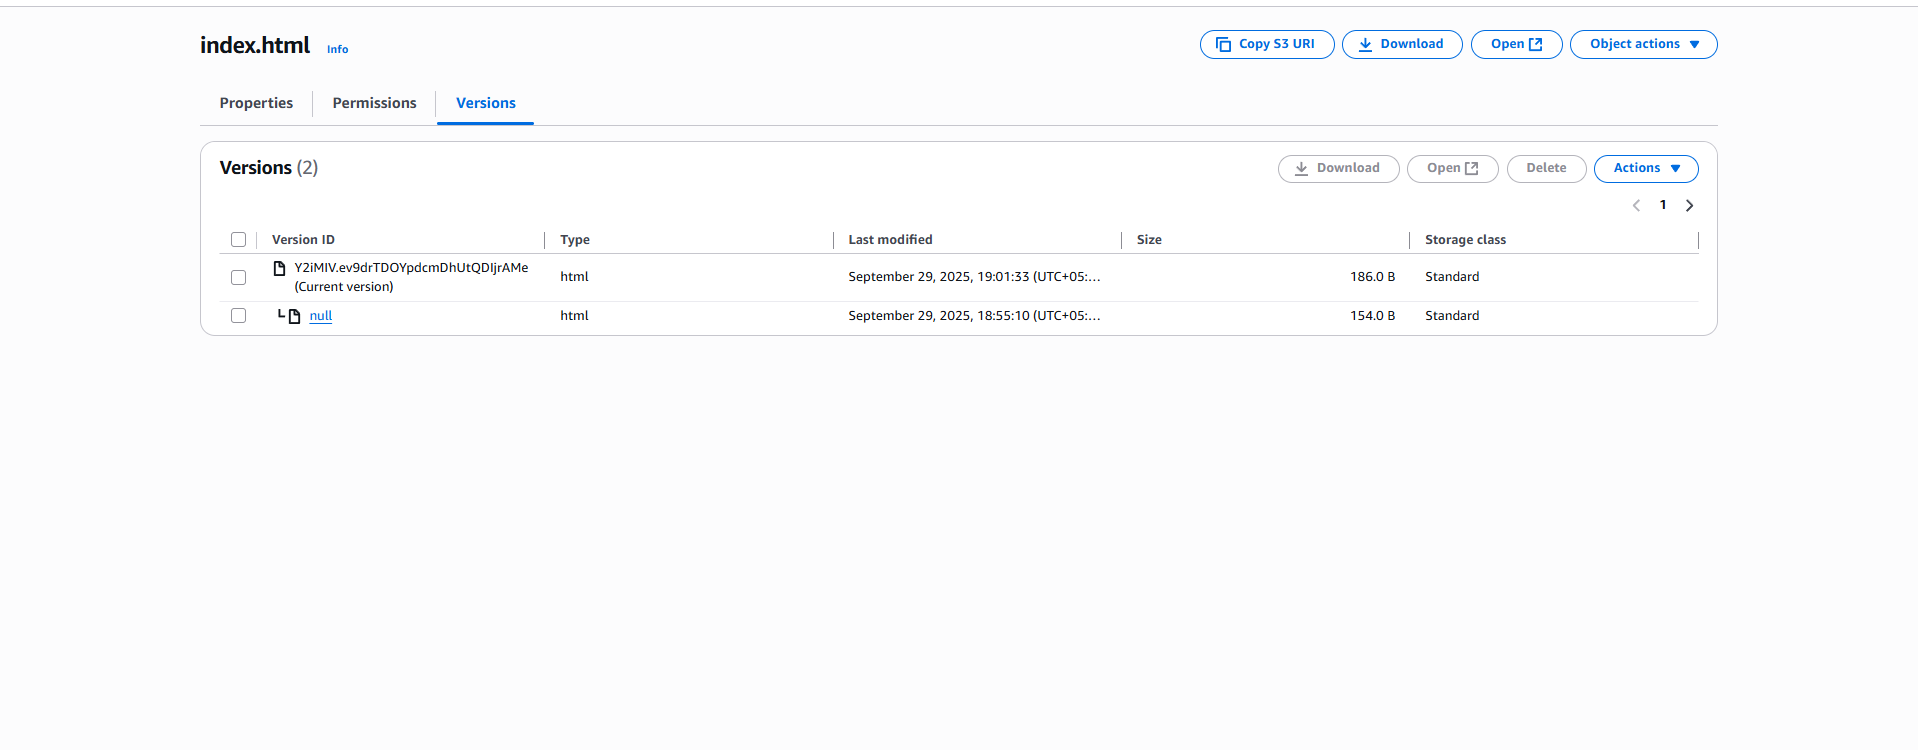 index.html Info
Copy S3 URI Download Open Object actions
Properties Permissions Versions
Versions (2)
Download Open Delete Actions
1
Version ID Type Last modified Size Storage class
Y2iMIV.ev9drTDOYpdcmDhUtQDIjrAMe
(Current version) html September 29, 2025, 19:01:33 (UTC+05:... 186.0 B Standard
null html September 29, 2025, 18:55:10 (UTC+05:... 154.0 B Standard